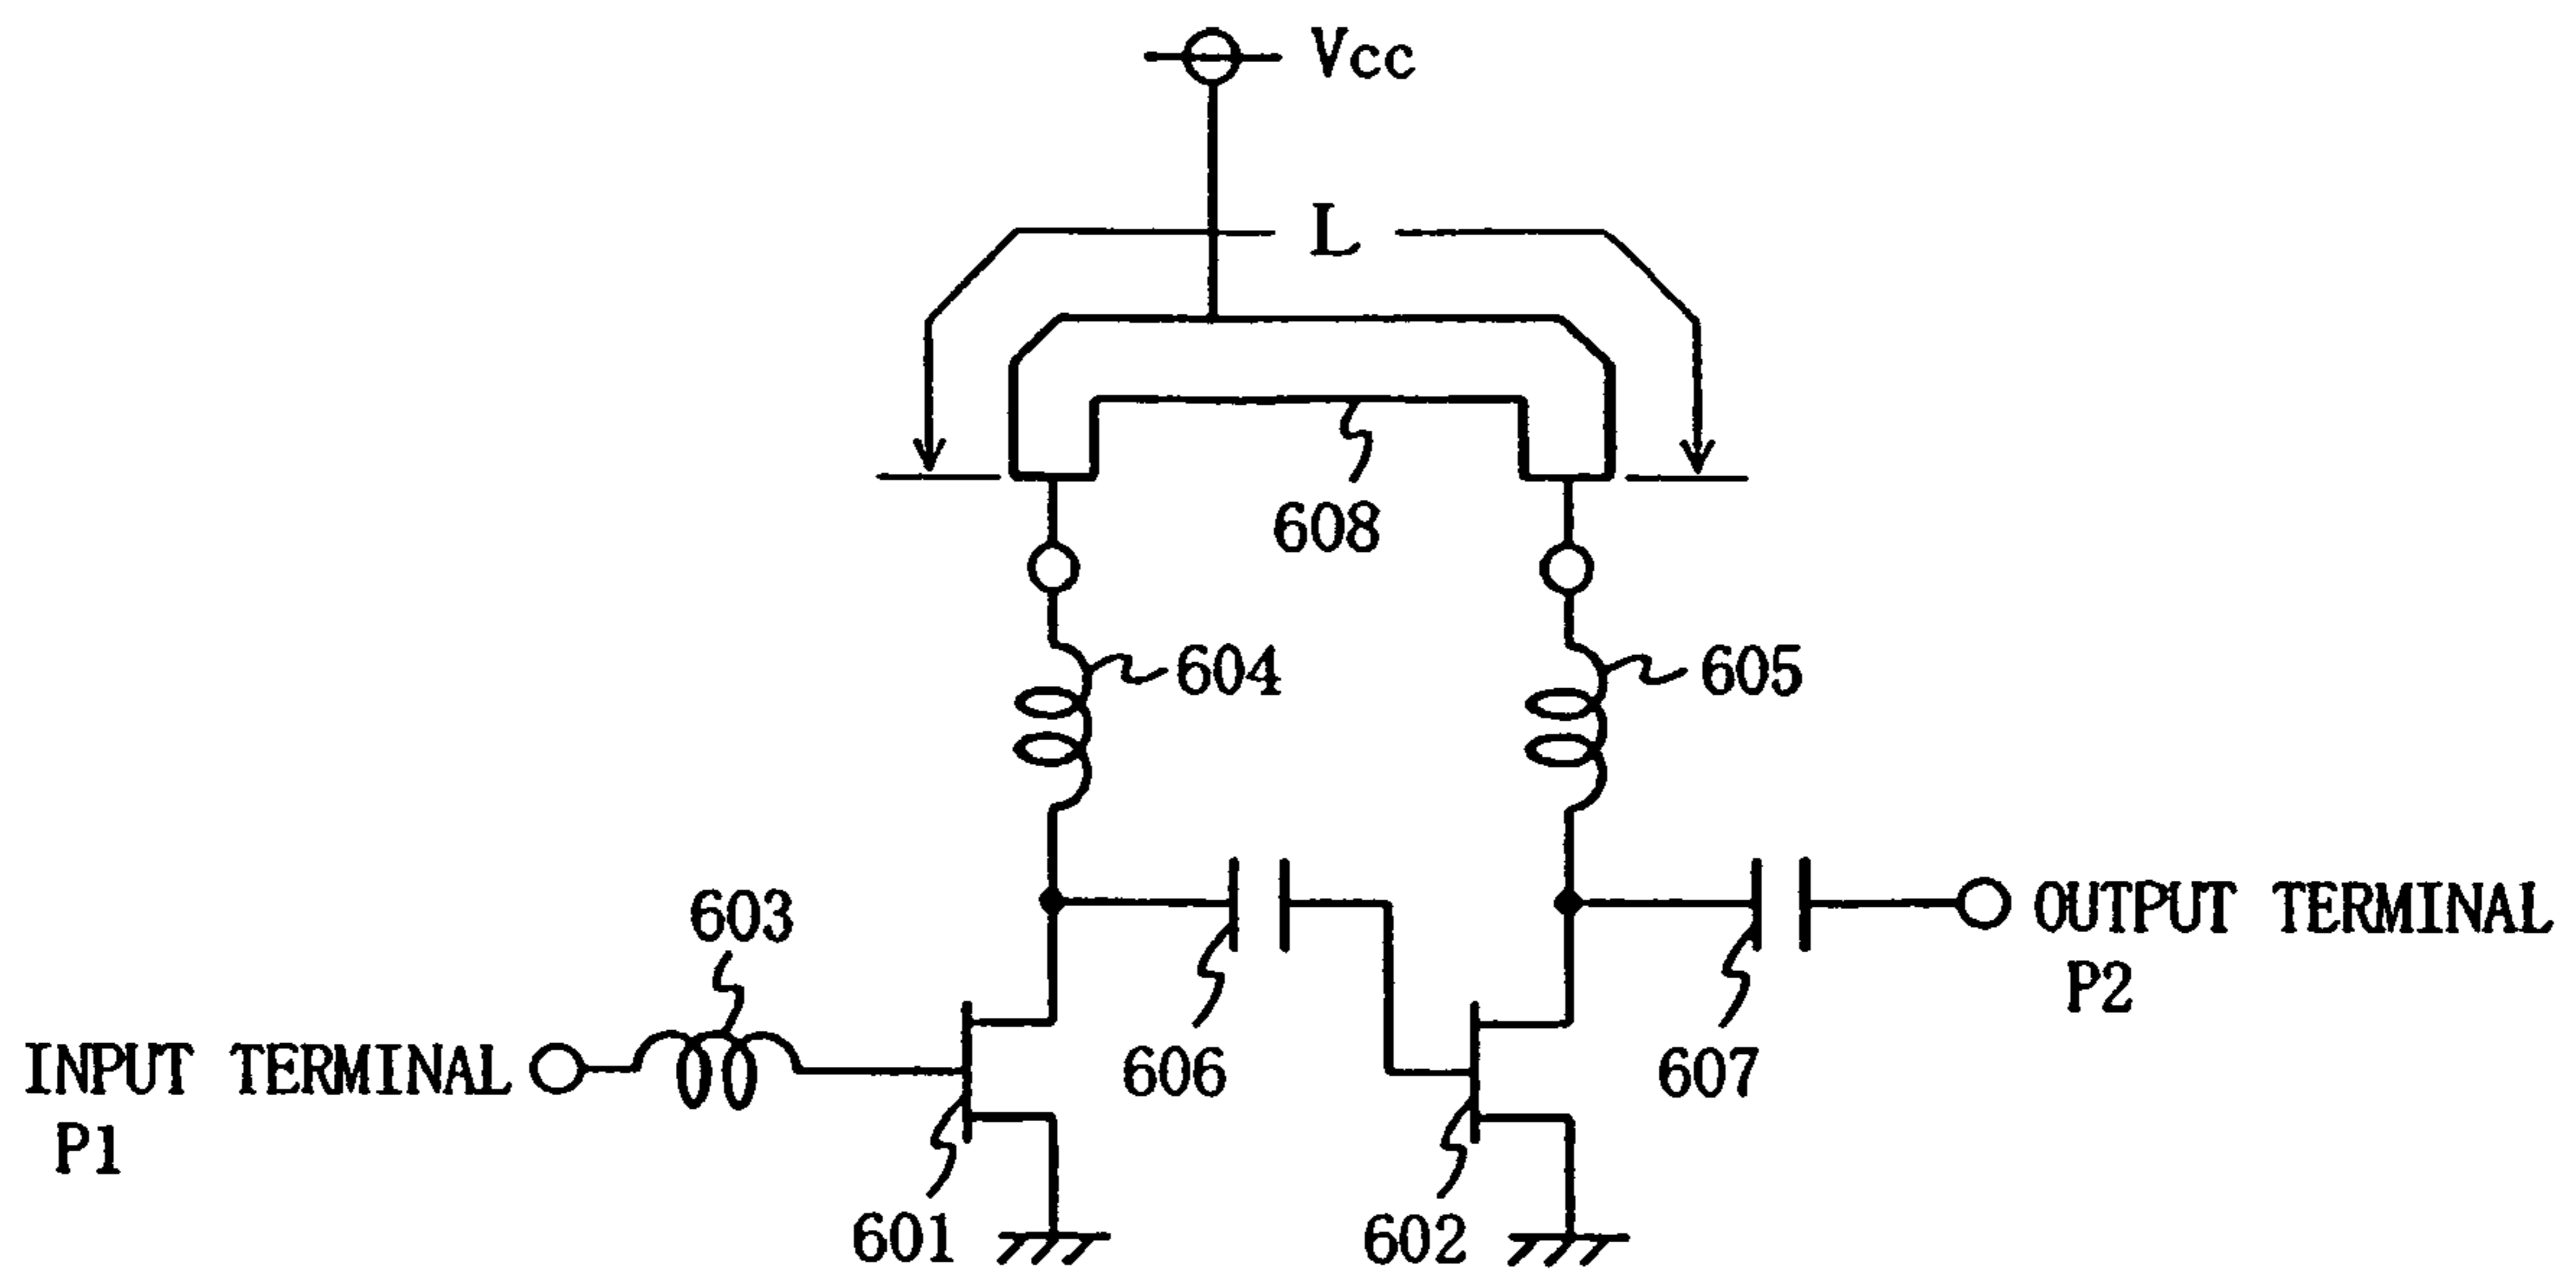 Vcc
L
608
604
605
603
OUTPUT TERMINAL
P2
606
607
INPUT TERMINAL
P1
601
602